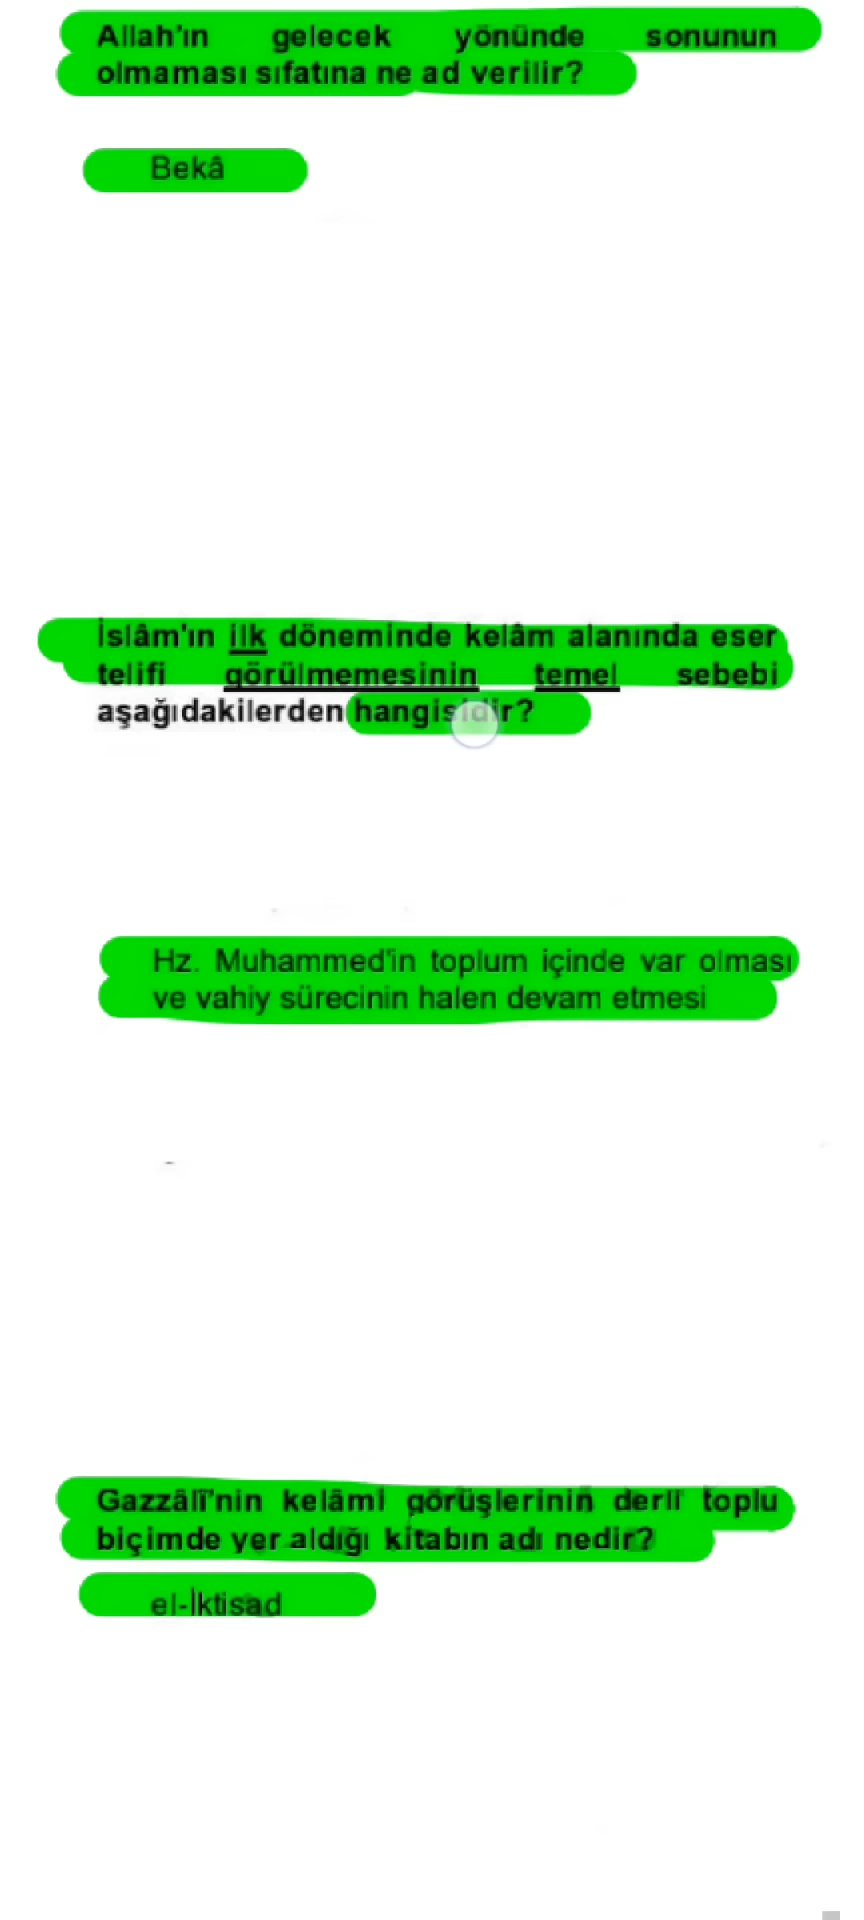 Allah'ın gelecek yönünde sonunun
olmaması sıfatına ne ad verilir?
Bekâ
İslâm'ın ilk döneminde kelâm alanında eser
telifi görülmemesinin temel sebebi
aşağıdakilerden hangisidir?
Hz. Muhammed'in toplum içinde var olması
ve vahiy sürecinin halen devam etmesi
Gazzâlî'nin kelâmî görüşlerinin derli toplu
biçimde yer aldığı kitabın adı nedir?
el-İktisad